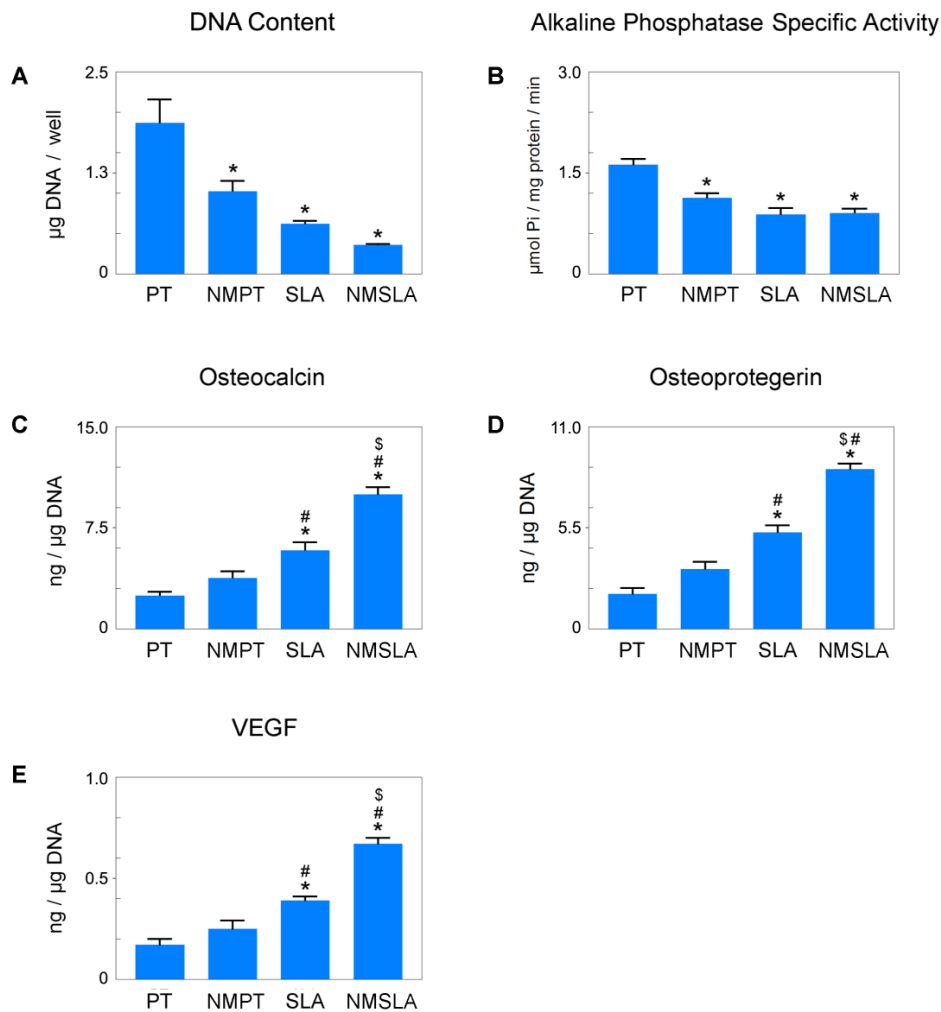 DNA Content
A
µg DNA / well
2.5
1.3
0
*
*
*
PT NMPT SLA NMSLA
Alkaline Phosphatase Specific Activity
B
µmol Pi / mg protein / min
3.0
1.5
0
*
*
*
PT NMPT SLA NMSLA
Osteocalcin
C
ng / µg DNA
15.0
7.5
0
#
*
$
#
*
PT NMPT SLA NMSLA
Osteoprotegerin
D
ng / µg DNA
11.0
5.5
0
#
*
$ #
*
PT NMPT SLA NMSLA
VEGF
E
ng / µg DNA
1.0
0.5
0
#
*
$
#
*
PT NMPT SLA NMSLA